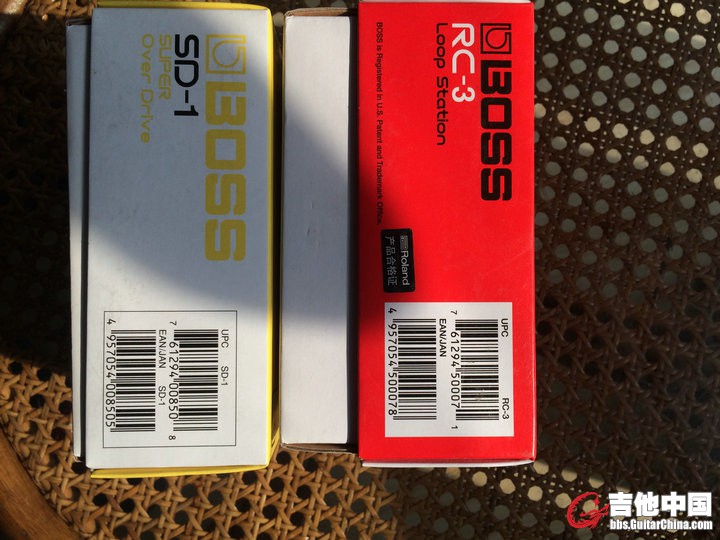 BOSS
SD-1
SUPER
Over Drive
UPC SD-1
7 61294 00850 8
EAN/JAN SD-1
4 957054 008505
BOSS
RC-3
Loop Station
BOSS is Registered in U.S. Patent and Trademark Office.
Roland
产品合格证
UPC RC-3
7 61294 50007 1
EAN/JAN
4 957054 500078
吉他中国
bbs.GuitarChina.com